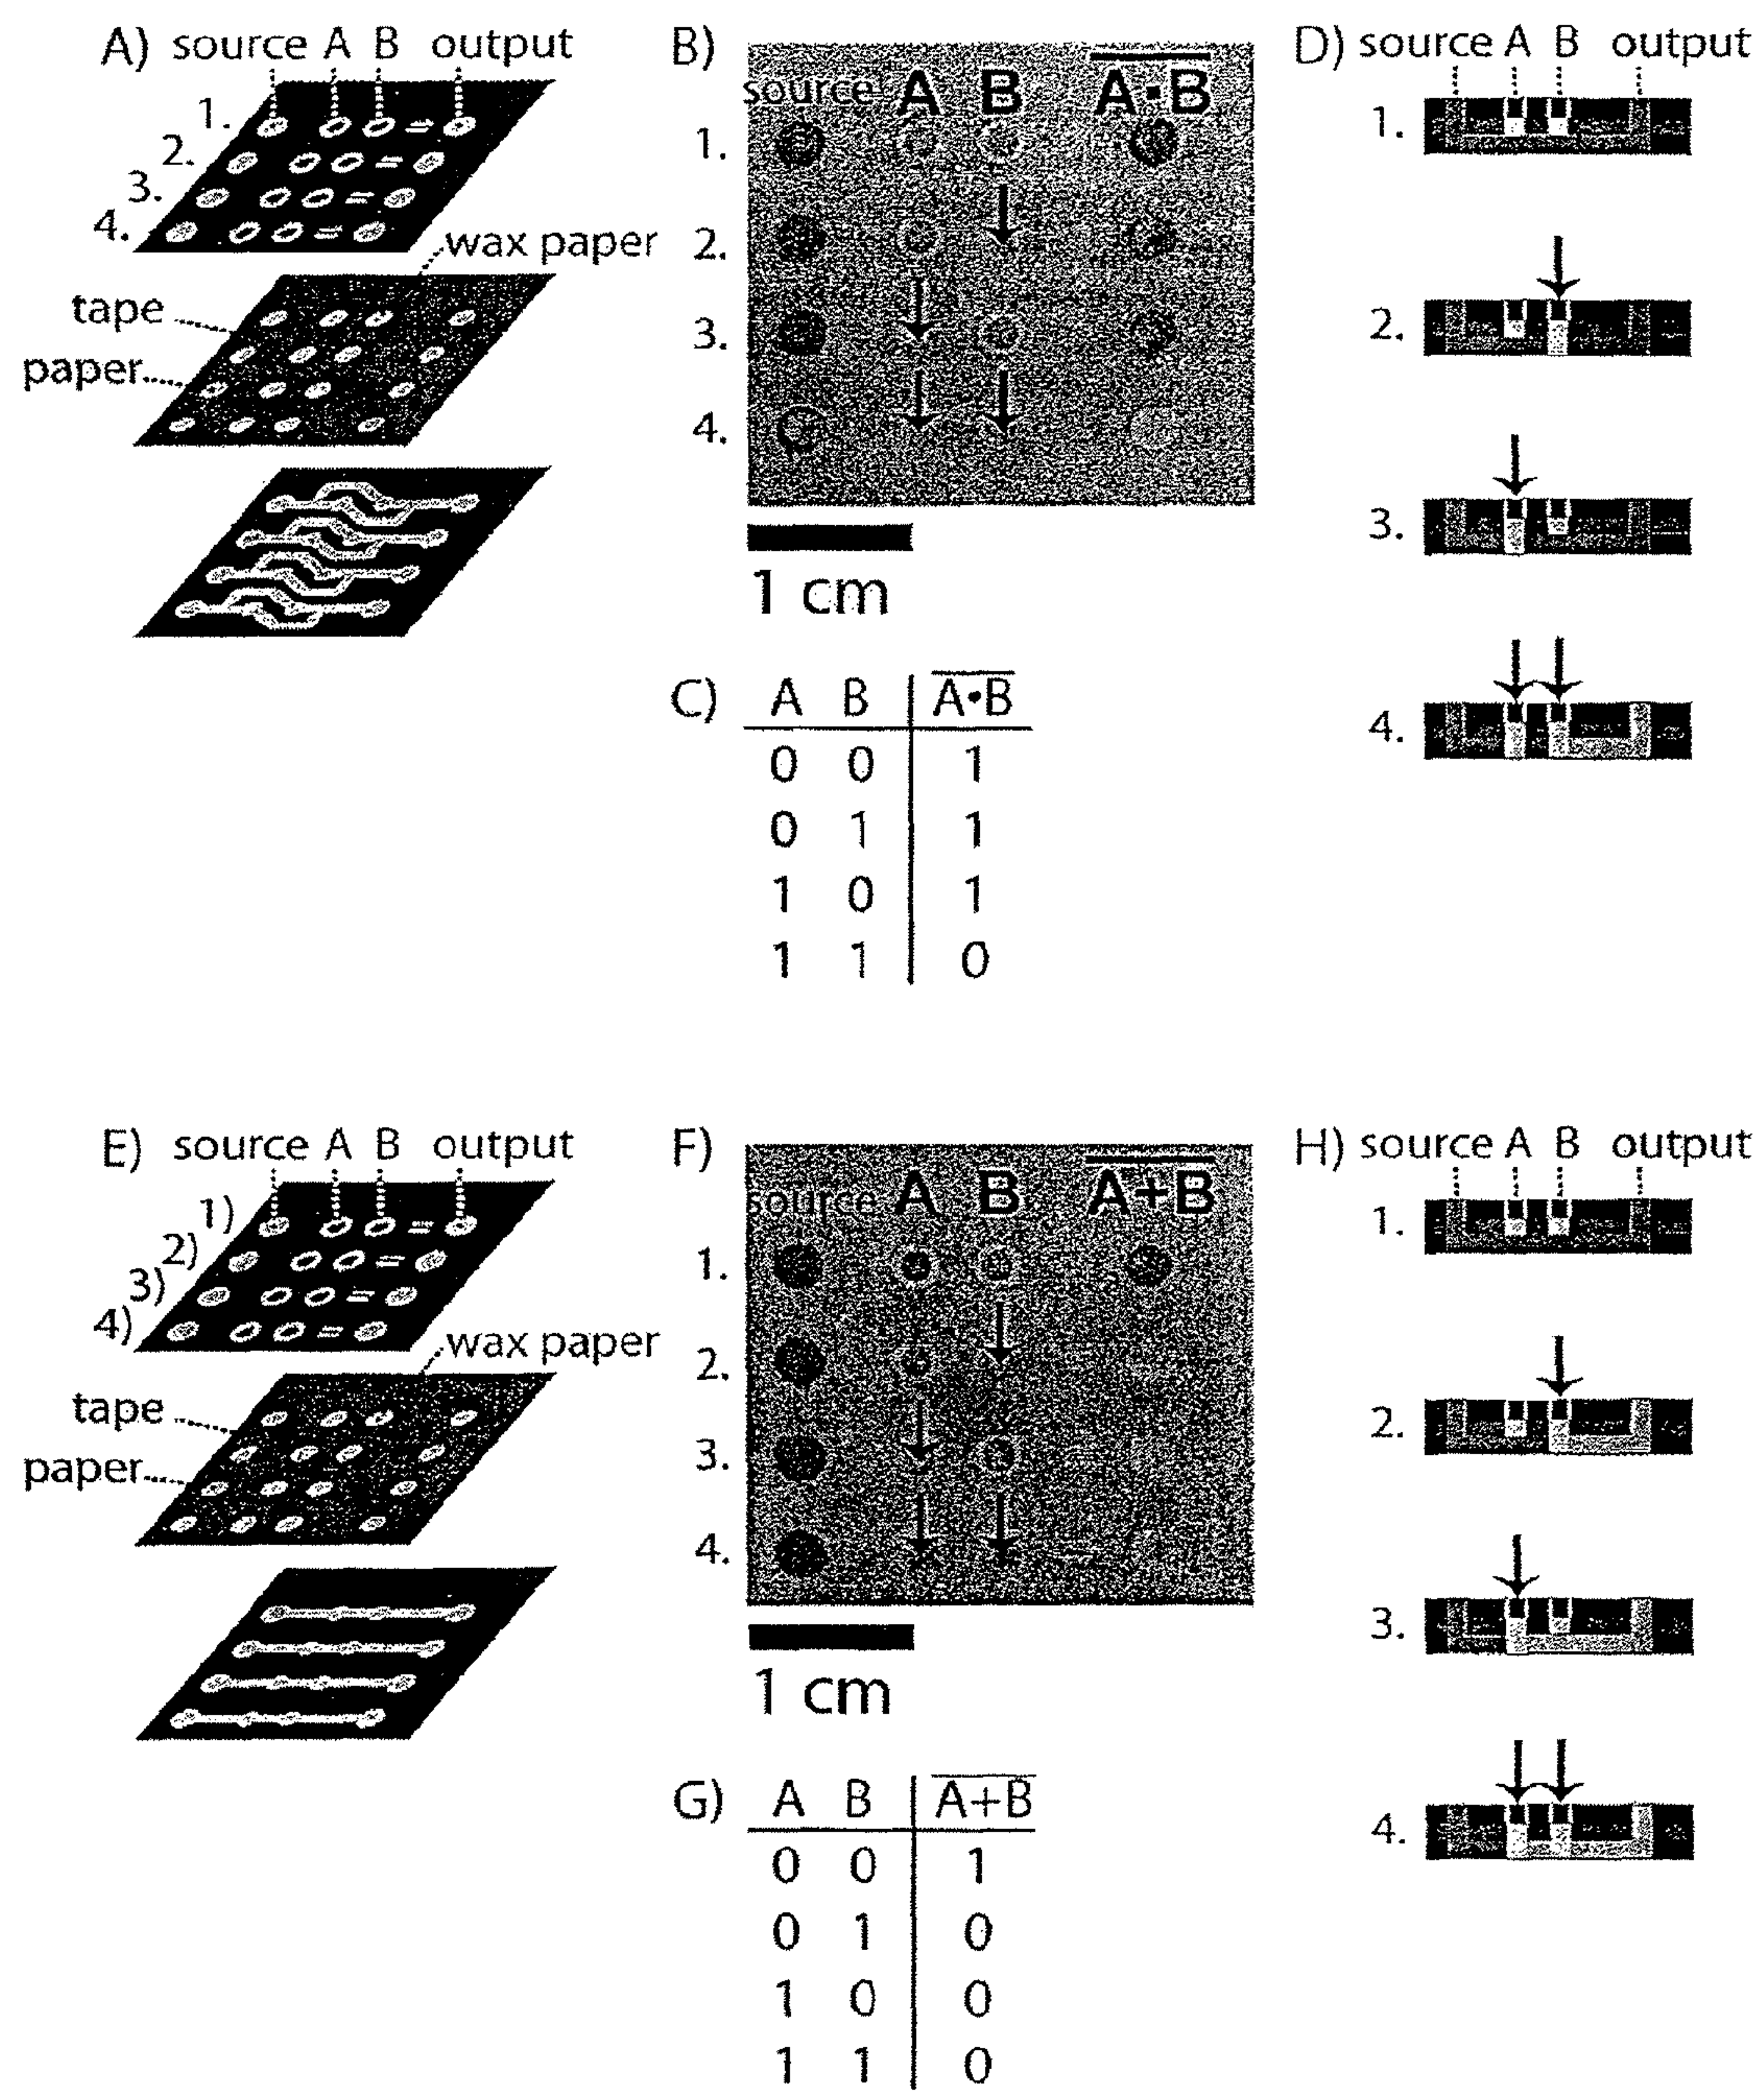 A) source A B output
1.
2.
3.
4.
wax paper
tape
paper
B)
source A B A•B
1.
2.
3.
4.
1 cm
C) A B A•B
0 0 1
0 1 1
1 0 1
1 1 0
D) source A B output
1.
2.
3.
4.
E) source A B output
1)
2)
3)
4)
wax paper
tape
paper
F)
source A B A+B
1.
2.
3.
4.
1 cm
G) A B A+B
0 0 1
0 1 0
1 0 0
1 1 0
H) source A B output
1.
2.
3.
4.